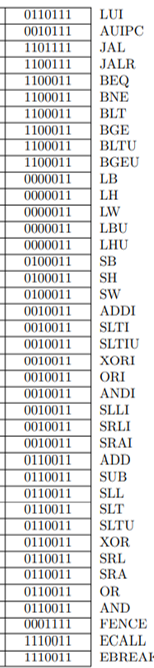 0110111 LUI
0010111 AUIPC
1101111 JAL
1100111 JALR
1100011 BEQ
1100011 BNE
1100011 BLT
1100011 BGE
1100011 BLTU
1100011 BGEU
0000011 LB
0000011 LH
0000011 LW
0000011 LBU
0000011 LHU
0100011 SB
0100011 SH
0100011 SW
0010011 ADDI
0010011 SLTI
0010011 SLTIU
0010011 XORI
0010011 ORI
0010011 ANDI
0010011 SLLI
0010011 SRLI
0010011 SRAI
0110011 ADD
0110011 SUB
0110011 SLL
0110011 SLT
0110011 SLTU
0110011 XOR
0110011 SRL
0110011 SRA
0110011 OR
0110011 AND
0001111 FENCE
1110011 ECALL
1110011 EBREAK